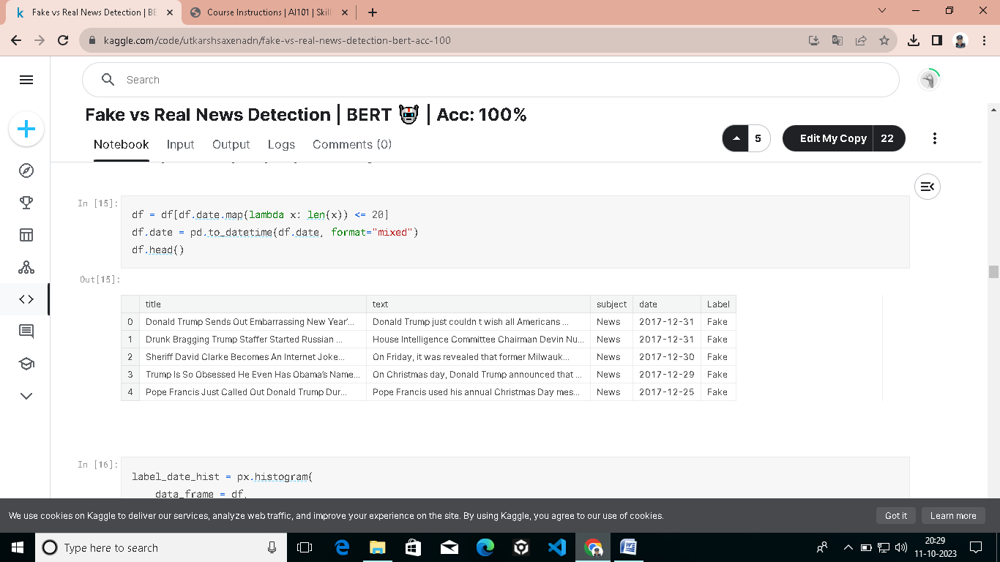 Fake vs Real News Detection | BE
Course Instructions | AI101 | Skil
kaggle.com/code/utkarshsaxenadn/fake-vs-real-news-detection-bert-acc-100
Search
Fake vs Real News Detection | BERT 🤖 | Acc: 100%
Notebook Input Output Logs Comments (0)
5
Edit My Copy 22
In [15]:
df = df[df.date.map(lambda x: len(x)) <= 20]
df.date = pd.to_datetime(df.date, format="mixed")
df.head()
Out[15]:
title text subject date Label
0 Donald Trump Sends Out Embarrassing New Year'... Donald Trump just couldn t wish all Americans ... News 2017-12-31 Fake
1 Drunk Bragging Trump Staffer Started Russian ... House Intelligence Committee Chairman Devin Nu... News 2017-12-31 Fake
2 Sheriff David Clarke Becomes An Internet Joke... On Friday, it was revealed that former Milwauk... News 2017-12-30 Fake
3 Trump Is So Obsessed He Even Has Obama's Name... On Christmas day, Donald Trump announced that ... News 2017-12-29 Fake
4 Pope Francis Just Called Out Donald Trump Dur... Pope Francis used his annual Christmas Day mes... News 2017-12-25 Fake
In [16]:
label_date_hist = px.histogram(
data_frame = df,
We use cookies on Kaggle to deliver our services, analyze web traffic, and improve your experience on the site. By using Kaggle, you agree to our use of cookies.
Got it
Learn more
Type here to search
20:29
11-10-2023